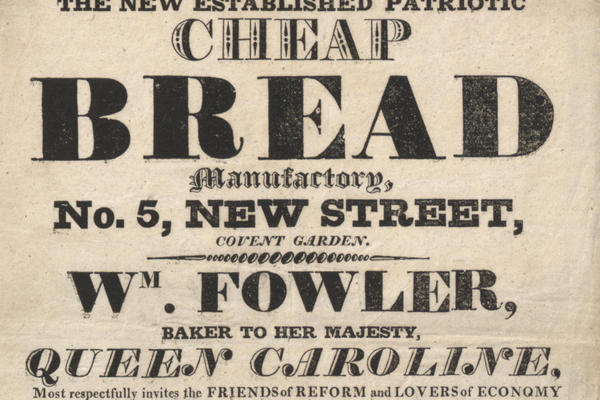 THE NEW ESTABLISHED PATRIOTIC
CHEAP
BREAD
Manufactory,
No. 5, NEW STREET,
COVENT GARDEN.
WM. FOWLER,
BAKER TO HER MAJESTY,
QUEEN CAROLINE,
Most respectfully invites the FRIENDS of REFORM and LOVERS of ECONOMY